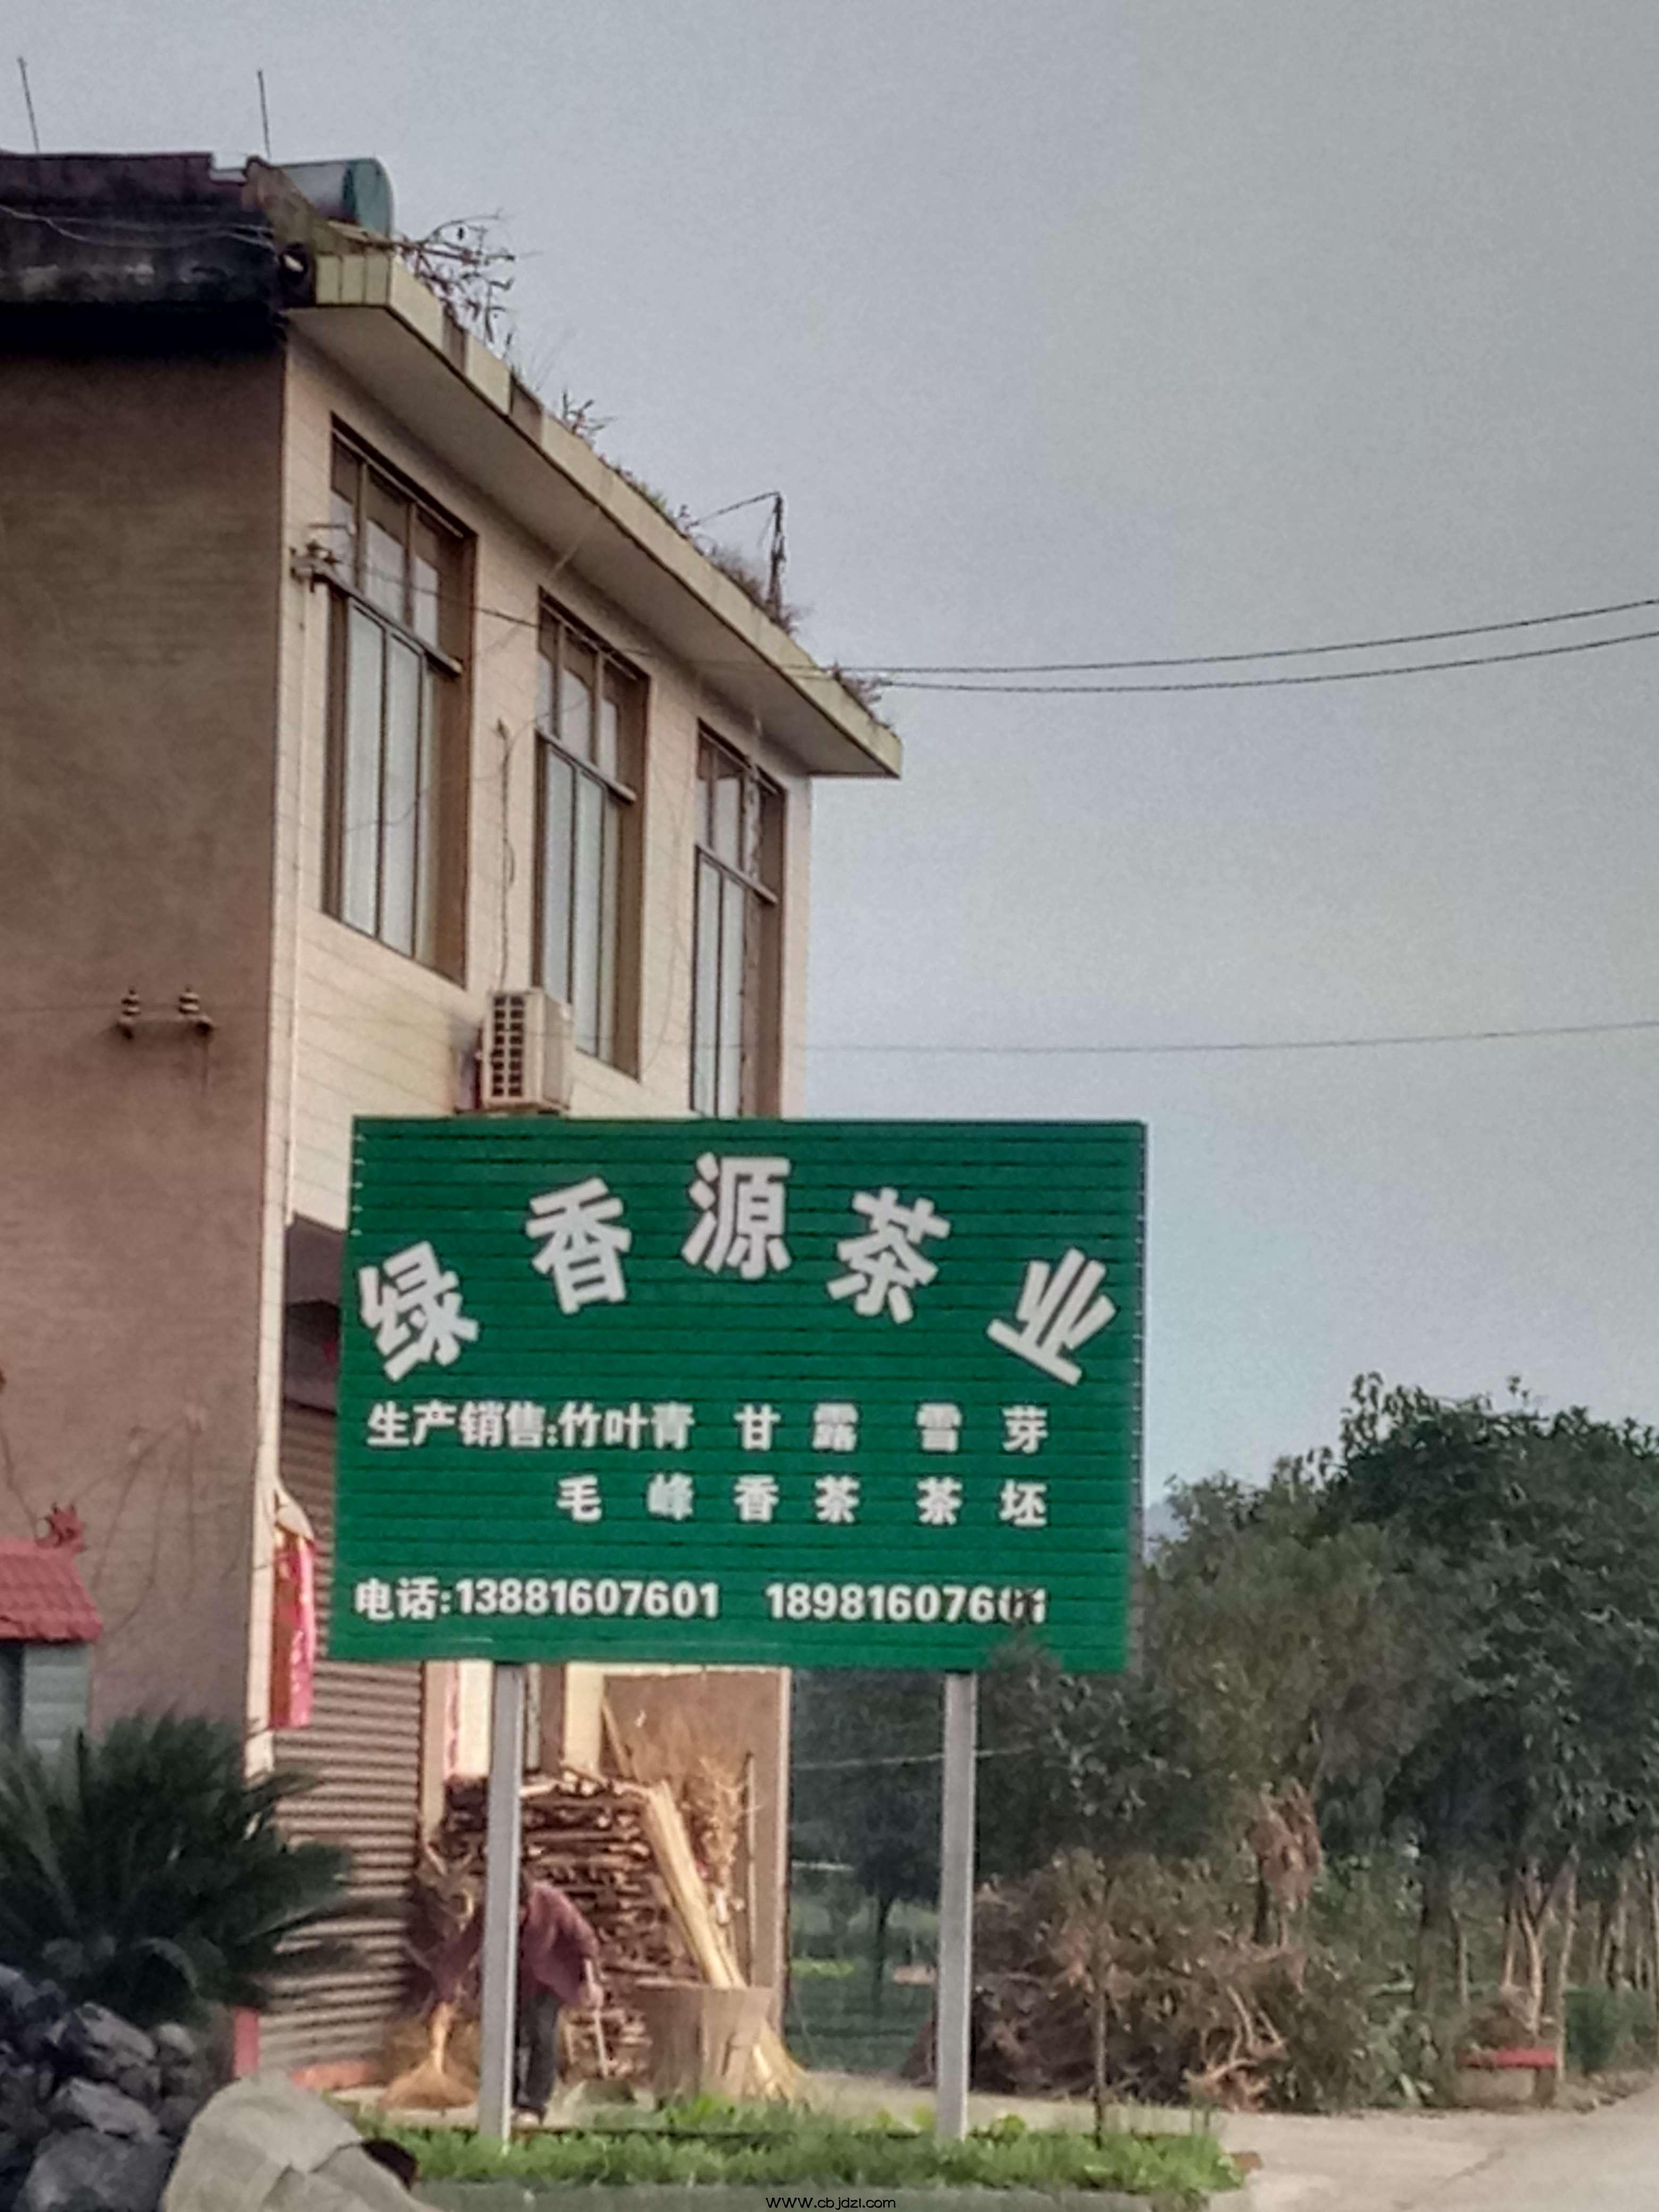 绿香源茶业
生产销售:竹叶青 甘露 雪芽
毛峰 香茶 茶坯
电话:13881607601 18981607601
www.cbjdzl.com